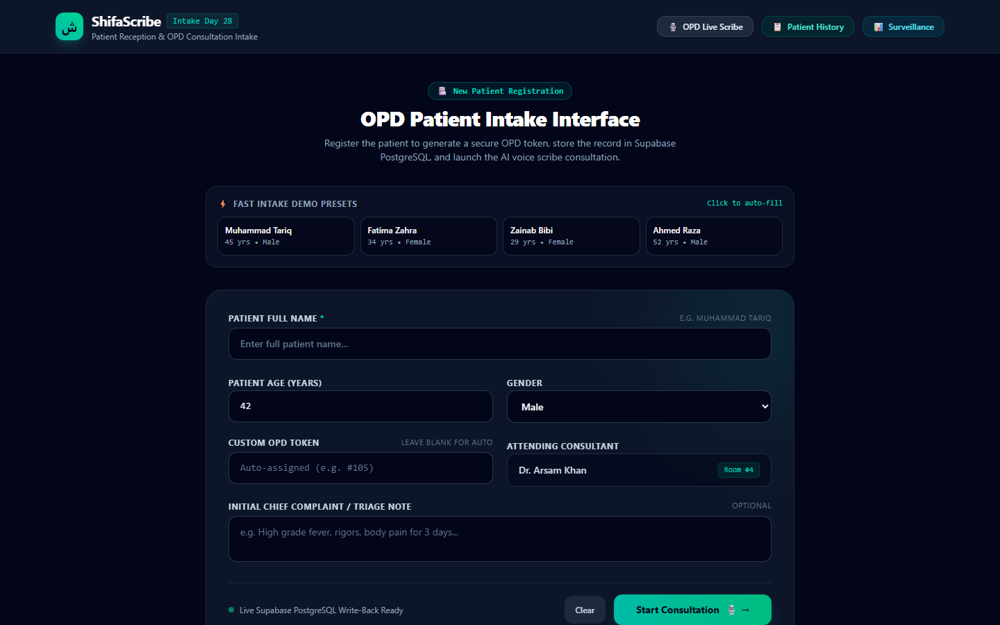 ش
ShifaScribe
Intake Day 28
Patient Reception & OPD Consultation Intake
OPD Live Scribe
Patient History
Surveillance
New Patient Registration
OPD Patient Intake Interface
Register the patient to generate a secure OPD token, store the record in Supabase
PostgreSQL, and launch the AI voice scribe consultation.
FAST INTAKE DEMO PRESETS
Click to auto-fill
Muhammad Tariq
45 yrs • Male
Fatima Zahra
34 yrs • Female
Zainab Bibi
29 yrs • Female
Ahmed Raza
52 yrs • Male
PATIENT FULL NAME *
E.G. MUHAMMAD TARIQ
Enter full patient name...
PATIENT AGE (YEARS)
42
GENDER
Male
CUSTOM OPD TOKEN
LEAVE BLANK FOR AUTO
Auto-assigned (e.g. #105)
ATTENDING CONSULTANT
Dr. Arsam Khan
Room #4
INITIAL CHIEF COMPLAINT / TRIAGE NOTE
OPTIONAL
e.g. High grade fever, rigors, body pain for 3 days...
Live Supabase PostgreSQL Write-Back Ready
Clear
Start Consultation →